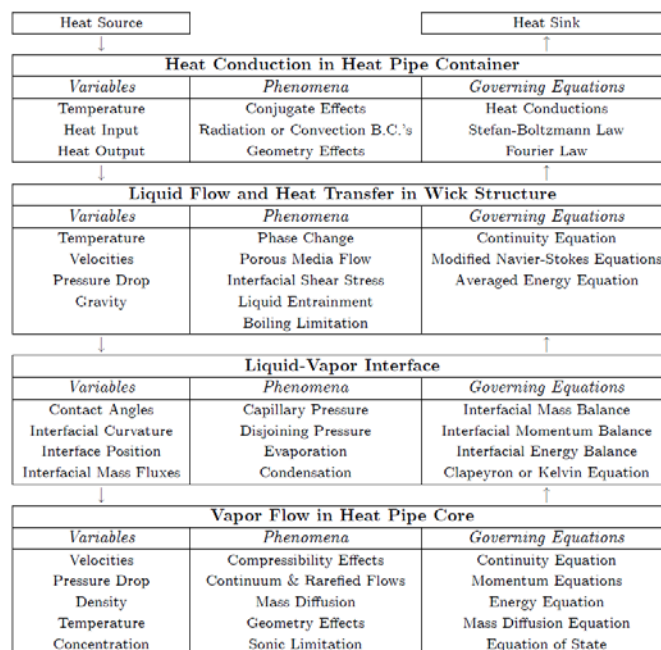 Heat Source Heat Sink
↓ ↑
Heat Conduction in Heat Pipe Container
Variables Phenomena Governing Equations
Temperature Conjugate Effects Heat Conductions
Heat Input Radiation or Convection B.C.'s Stefan-Boltzmann Law
Heat Output Geometry Effects Fourier Law
↓ ↑
Liquid Flow and Heat Transfer in Wick Structure
Variables Phenomena Governing Equations
Temperature Phase Change Continuity Equation
Velocities Porous Media Flow Modified Navier-Stokes Equations
Pressure Drop Interfacial Shear Stress Averaged Energy Equation
Gravity Liquid Entrainment
Boiling Limitation
↓ ↑
Liquid-Vapor Interface
Variables Phenomena Governing Equations
Contact Angles Capillary Pressure Interfacial Mass Balance
Interfacial Curvature Disjoining Pressure Interfacial Momentum Balance
Interface Position Evaporation Interfacial Energy Balance
Interfacial Mass Fluxes Condensation Clapeyron or Kelvin Equation
↓ ↑
Vapor Flow in Heat Pipe Core
Variables Phenomena Governing Equations
Velocities Compressibility Effects Continuity Equation
Pressure Drop Continuum & Rarefied Flows Momentum Equations
Density Mass Diffusion Energy Equation
Temperature Geometry Effects Mass Diffusion Equation
Concentration Sonic Limitation Equation of State